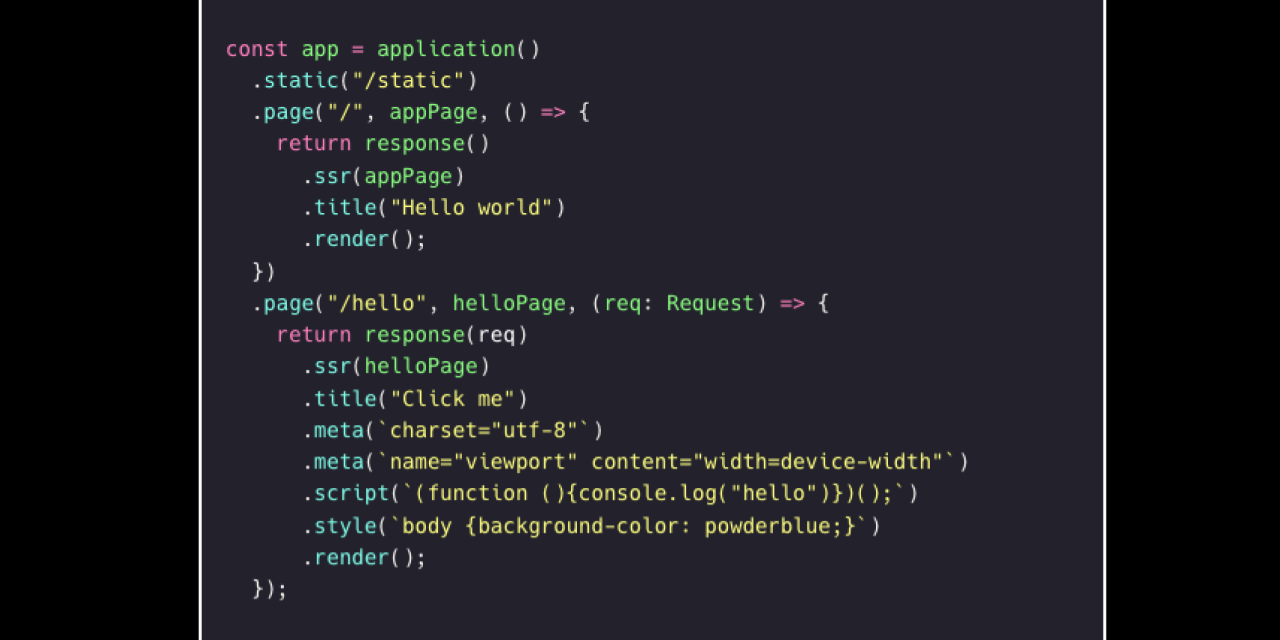 const app = application()
  .static("/static")
  .page("/", appPage, () => {
    return response()
      .ssr(appPage)
      .title("Hello world")
      .render();
  })
  .page("/hello", helloPage, (req: Request) => {
    return response(req)
      .ssr(helloPage)
      .title("Click me")
      .meta(`charset="utf-8"`)
      .meta(`name="viewport" content="width=device-width"`)
      .script(`(function (){console.log("hello")})();`)
      .style(`body {background-color: powderblue;}`)
      .render();
  });